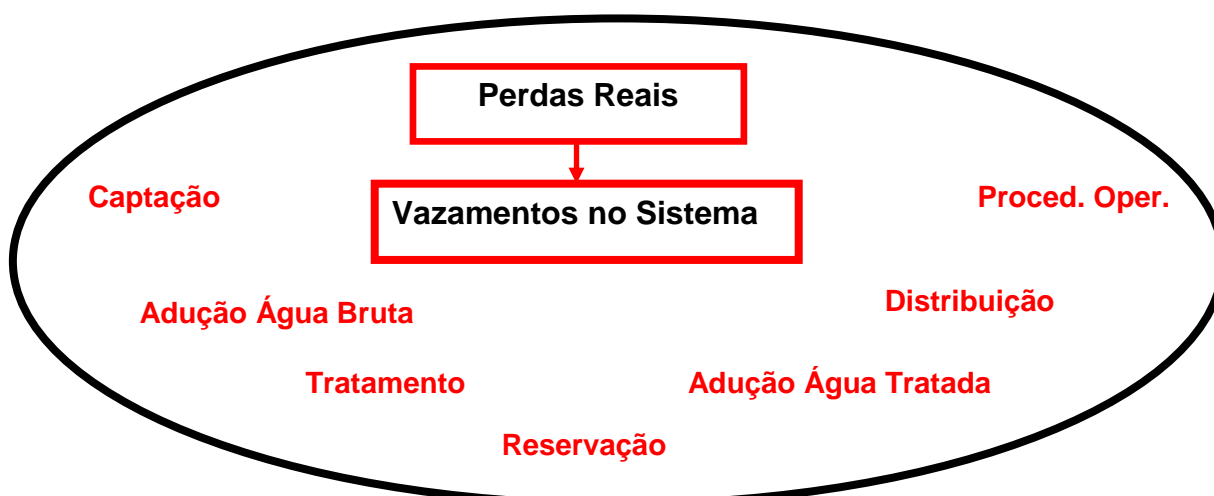 Perdas Reais
Captação
Vazamentos no Sistema
Proced. Oper.
Adução Água Bruta
Distribuição
Tratamento
Adução Água Tratada
Reservação